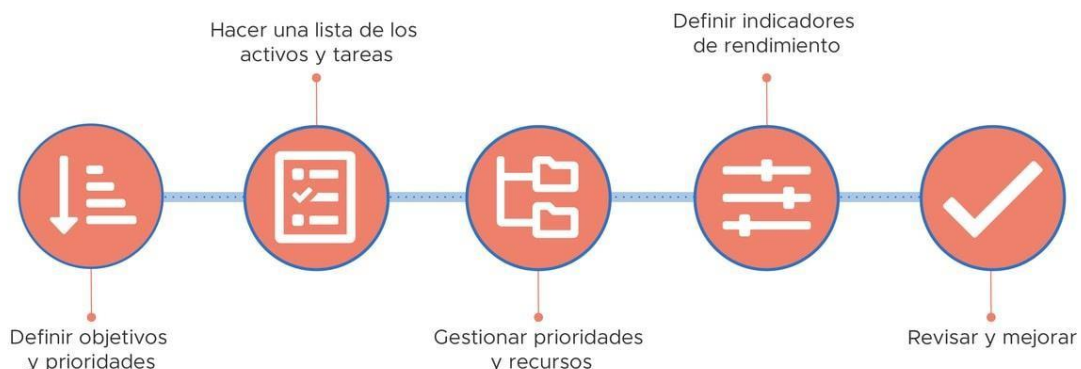 Definir objetivos
y prioridades
Hacer una lista de los
activos y tareas
Gestionar prioridades
y recursos
Definir indicadores
de rendimiento
Revisar y mejorar